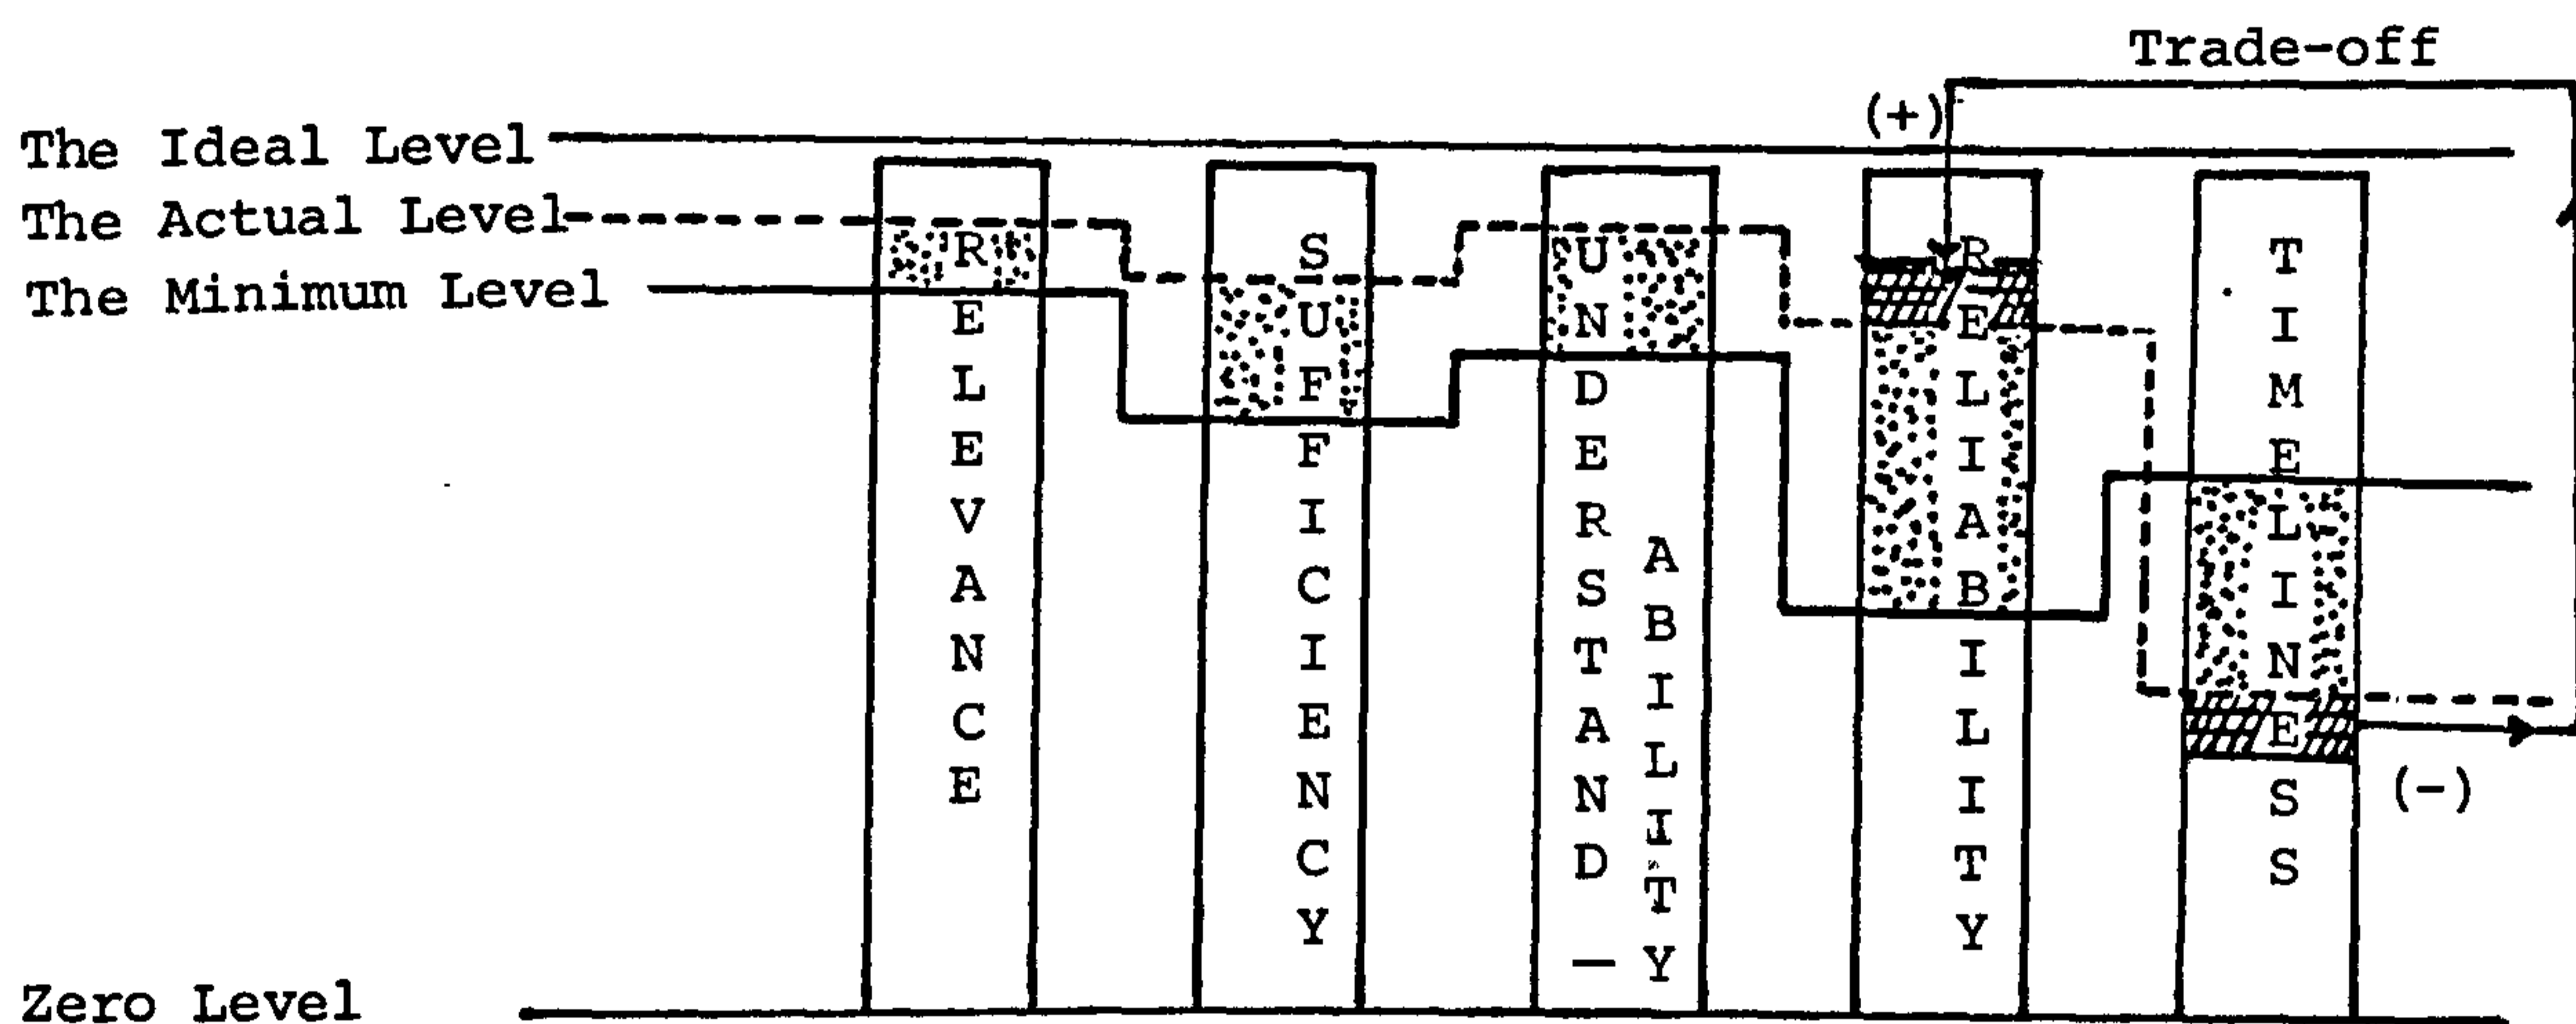 Trade-off
(+)
The Ideal Level
The Actual Level
The Minimum Level
RELEVANCE
SUFFICIENCY
UNDERSTAND-
ABILITY
RELIABILITY
TIMELINESS
(-)
Zero Level